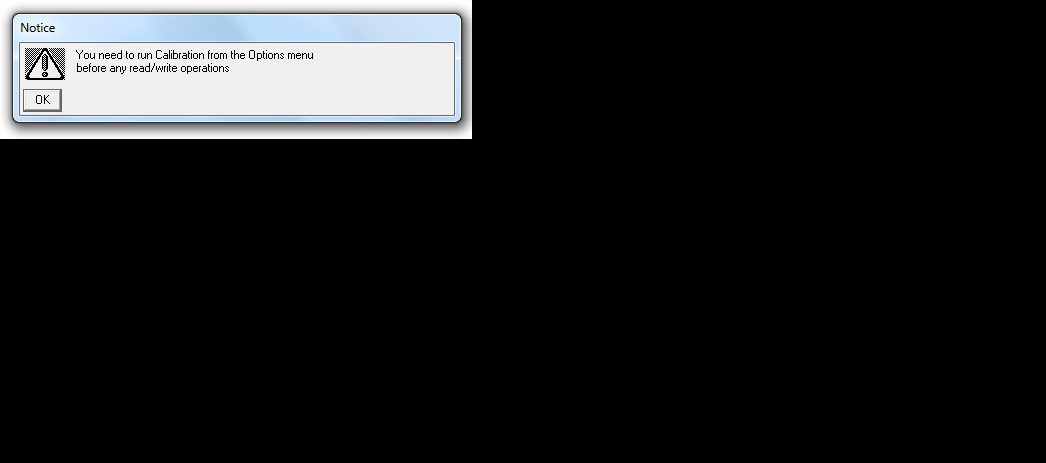 Notice
You need to run Calibration from the Options menu
before any read/write operations
OK